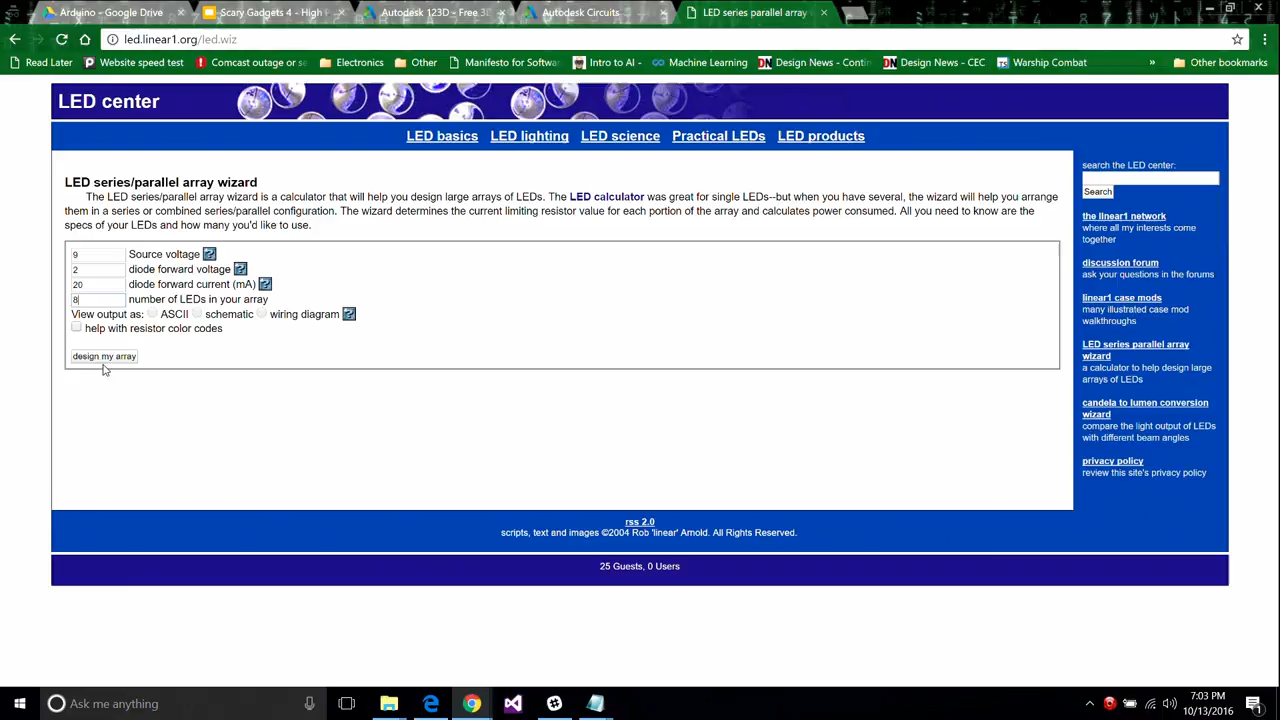 Arduino – Google Drive
Scary Gadgets 4 - High
Autodesk 123D - Free 3D
Autodesk Circuits
LED series parallel array
led.linear1.org/led.wiz
Read Later
Website speed test
Comcast outage or se
Electronics
Other
Manifesto for Softwa
Intro to AI -
Machine Learning
DN Design News - Contin
DN Design News - CEC
Warship Combat
»
Other bookmarks
LED center
LED basics LED lighting LED science Practical LEDs LED products
LED series/parallel array wizard
The LED series/parallel array wizard is a calculator that will help you design large arrays of LEDs. The LED calculator was great for single LEDs--but when you have several, the wizard will help you arrange
them in a series or combined series/parallel configuration. The wizard determines the current limiting resistor value for each portion of the array and calculates power consumed. All you need to know are the
specs of your LEDs and how many you'd like to use.
9 Source voltage ?
2 diode forward voltage ?
20 diode forward current (mA) ?
8 number of LEDs in your array
View output as: ASCII schematic wiring diagram ?
help with resistor color codes
design my array
search the LED center:
Search
the linear1 network
where all my interests come
together
discussion forum
ask your questions in the forums
linear1 case mods
many illustrated case mod
walkthroughs
LED series parallel array
wizard
a calculator to help design large
arrays of LEDs
candela to lumen conversion
wizard
compare the light output of LEDs
with different beam angles
privacy policy
review this site's privacy policy
rss 2.0
scripts, text and images ©2004 Rob 'linear' Arnold. All Rights Reserved.
25 Guests, 0 Users
Ask me anything
7:03 PM
10/13/2016
1